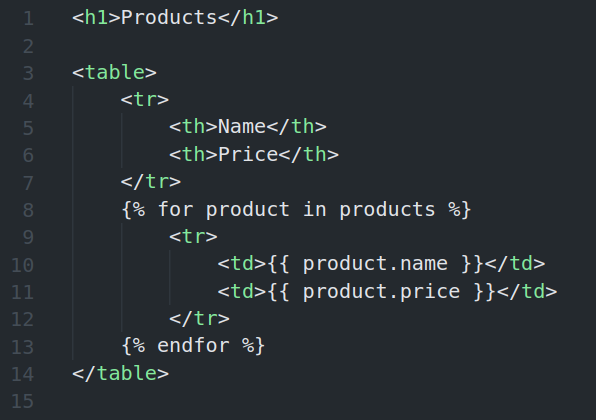 1 <h1>Products</h1>
2
3 <table>
4     <tr>
5         <th>Name</th>
6         <th>Price</th>
7     </tr>
8     {% for product in products %}
9         <tr>
10             <td>{{ product.name }}</td>
11             <td>{{ product.price }}</td>
12         </tr>
13     {% endfor %}
14 </table>
15